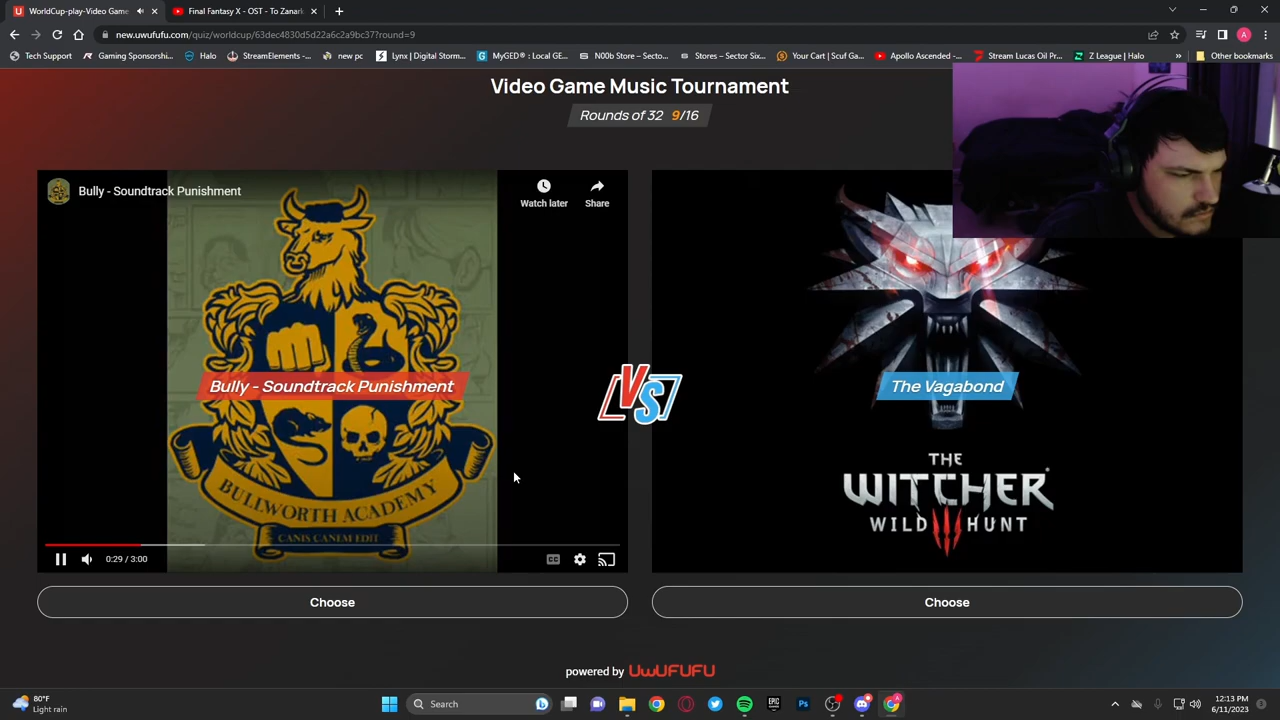 WorldCup-play-Video Game
Final Fantasy X - OST - To Zanark
new.uwufufu.com/quiz/worldcup/63dec4830d5d22a6c2a9bc37?round=9
Tech Support
Gaming Sponsorshi...
Halo
StreamElements -...
new pc
Lynx | Digital Storm...
MyGED® : Local GE...
N00b Store – Secto...
Stores – Sector Six...
Your Cart | Scuf Ga...
Apollo Ascended -...
Stream Lucas Oil Pr...
Z League | Halo
»
Other bookmarks
Video Game Music Tournament
Rounds of 32 9/16
Bully - Soundtrack Punishment
Watch later
Share
Bully - Soundtrack Punishment
BULLWORTH ACADEMY
CANIS CANEM EDIT
0:29 / 3:00
CC
VS
The Vagabond
THE
WITCHER
WILD HUNT
Choose
Choose
powered by UWUFUFU
80°F
Light rain
Search
EPIC
Ps
12:13 PM
6/11/2023